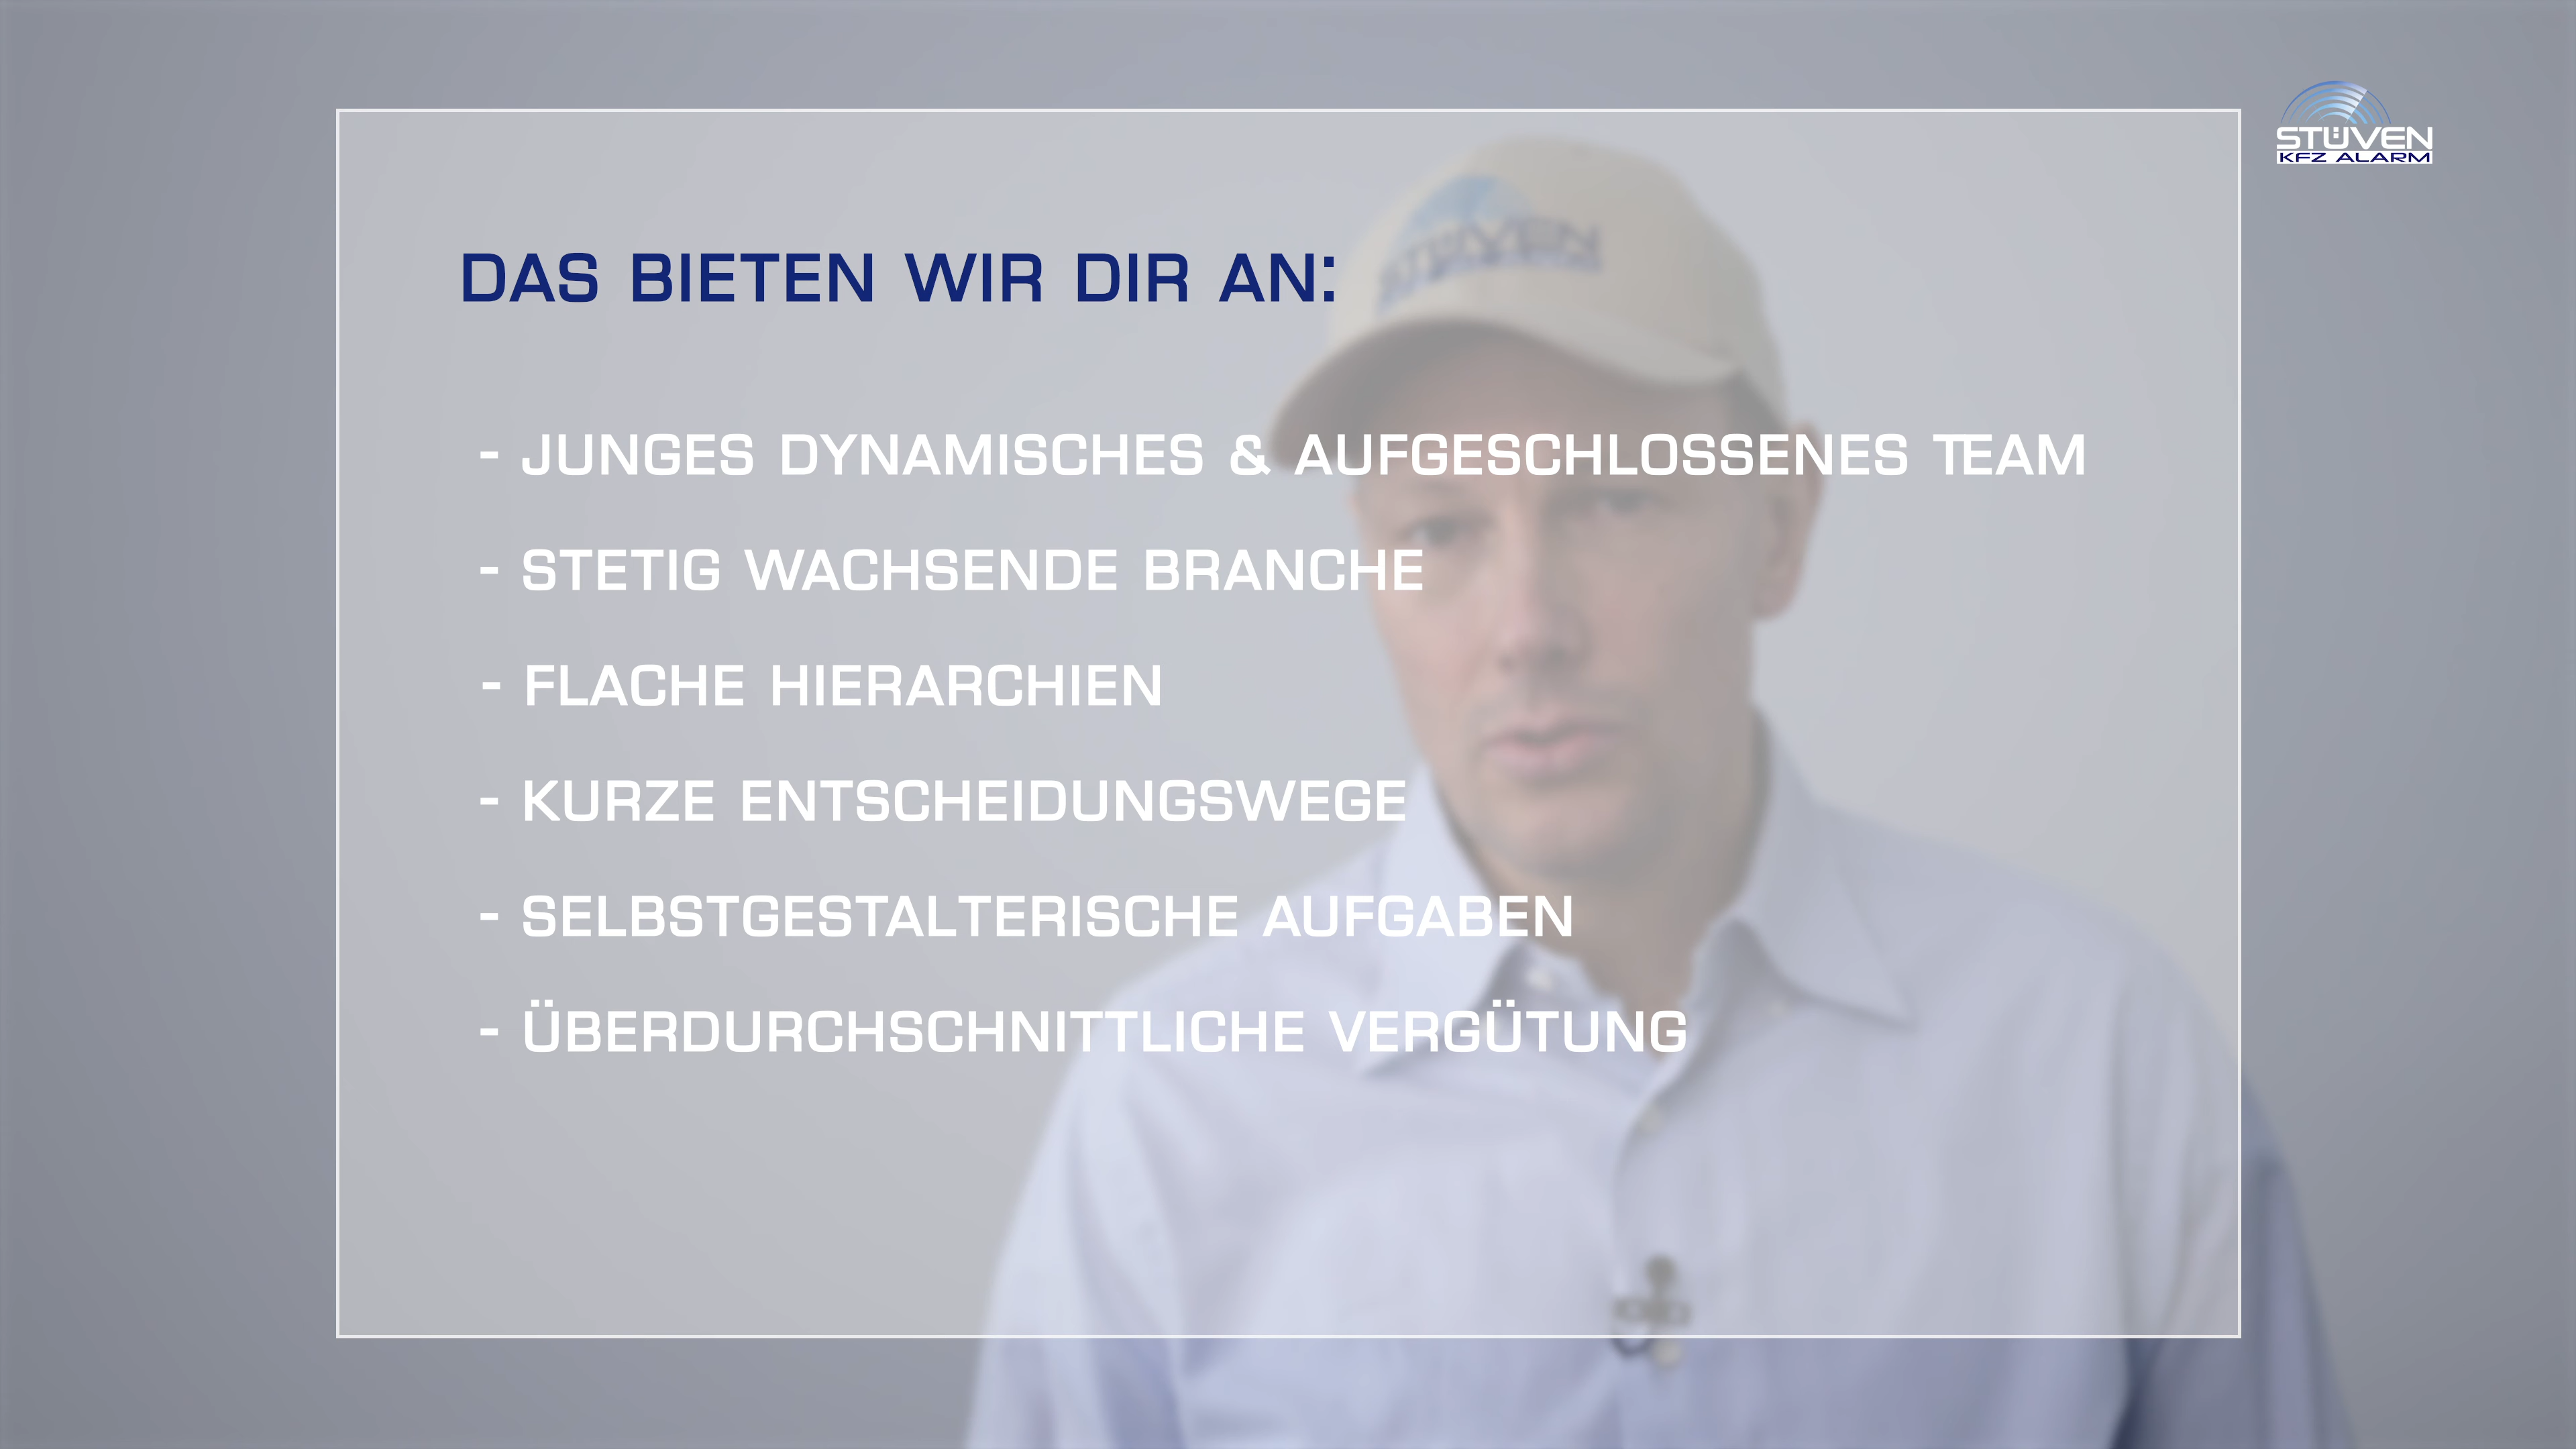 STÜVEN
KFZ ALARM
STÜVEN
DAS BIETEN WIR DIR AN:
- JUNGES DYNAMISCHES & AUFGESCHLOSSENES TEAM
- STETIG WACHSENDE BRANCHE
- FLACHE HIERARCHIEN
- KURZE ENTSCHEIDUNGSWEGE
- SELBSTGESTALTERISCHE AUFGABEN
- ÜBERDURCHSCHNITTLICHE VERGÜTUNG